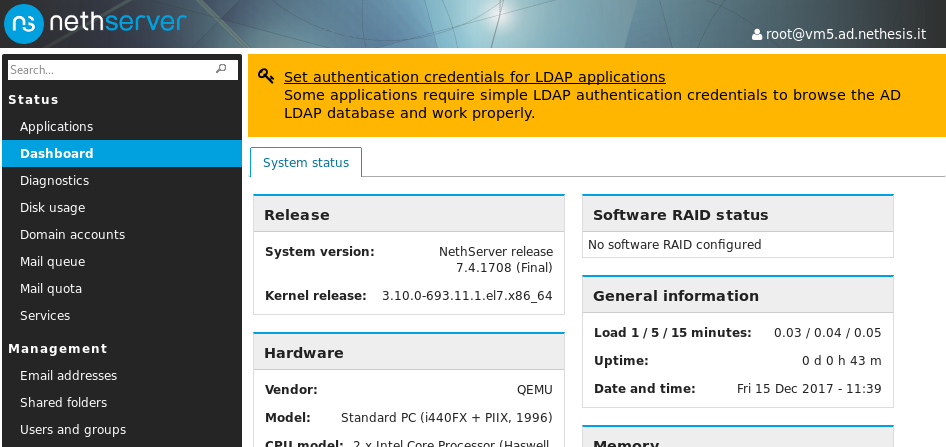 nethserver
root@vm5.ad.nethesis.it
Search...
Status
Applications
Dashboard
Diagnostics
Disk usage
Domain accounts
Mail queue
Mail quota
Services
Management
Email addresses
Shared folders
Users and groups
Set authentication credentials for LDAP applications
Some applications require simple LDAP authentication credentials to browse the AD
LDAP database and work properly.
System status
Release
System version: NethServer release
7.4.1708 (Final)
Kernel release: 3.10.0-693.11.1.el7.x86_64
Hardware
Vendor: QEMU
Model: Standard PC (i440FX + PIIX, 1996)
CPU model: 2 x Intel Core Processor (Haswell,
Software RAID status
No software RAID configured
General information
Load 1 / 5 / 15 minutes: 0.03 / 0.04 / 0.05
Uptime: 0 d 0 h 43 m
Date and time: Fri 15 Dec 2017 - 11:39
Memory